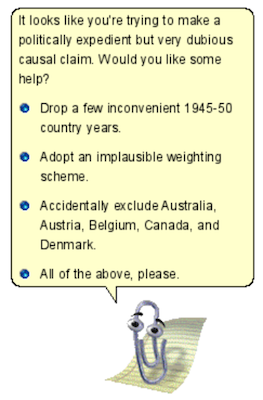 It looks like you're trying to make a
politically expedient but very dubious
causal claim. Would you like some
help?
Drop a few inconvenient 1945-50
country years.
Adopt an implausible weighting
scheme.
Accidentally exclude Australia,
Austria, Belgium, Canada, and
Denmark.
All of the above, please.